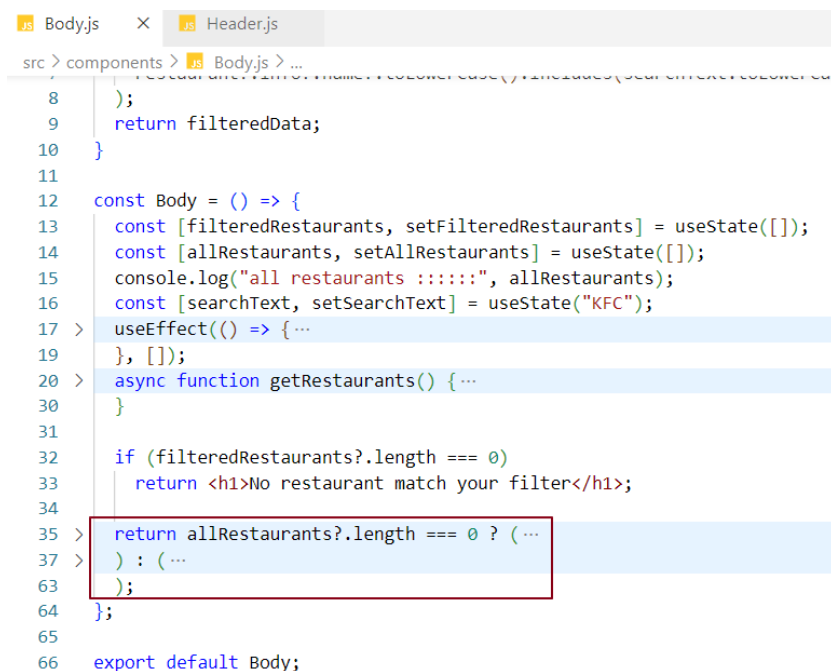 JS Body.js × JS Header.js
src > components > JS Body.js > ...
8 );
9 return filteredData;
10 }
11
12 const Body = () => {
13 const [filteredRestaurants, setFilteredRestaurants] = useState([]);
14 const [allRestaurants, setAllRestaurants] = useState([]);
15 console.log("all restaurants ::::::", allRestaurants);
16 const [searchText, setSearchText] = useState("KFC");
17 > useEffect(() => {···
19 }, []);
20 > async function getRestaurants() {···
30 }
31
32 if (filteredRestaurants?.length === 0)
33 return <h1>No restaurant match your filter</h1>;
34
35 > return allRestaurants?.length === 0 ? (···
37 > ) : (···
63 );
64 };
65
66 export default Body;